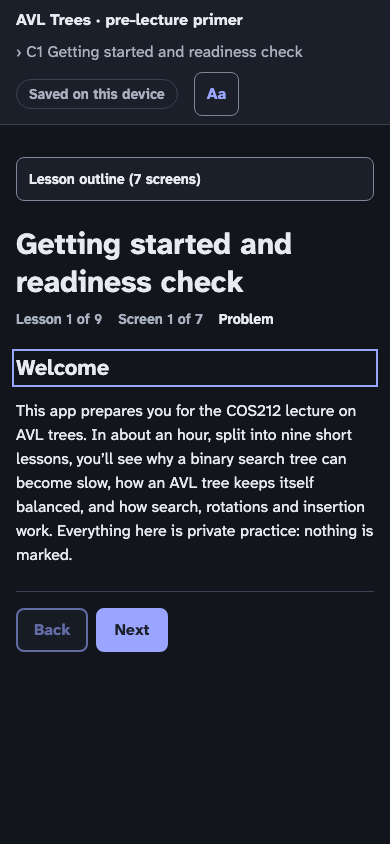 AVL Trees · pre-lecture primer
› C1 Getting started and readiness check
Saved on this device
Aa
Lesson outline (7 screens)
Getting started and
readiness check
Lesson 1 of 9 Screen 1 of 7 Problem
Welcome
This app prepares you for the COS212 lecture on
AVL trees. In about an hour, split into nine short
lessons, you’ll see why a binary search tree can
become slow, how an AVL tree keeps itself
balanced, and how search, rotations and insertion
work. Everything here is private practice: nothing is
marked.
Back
Next